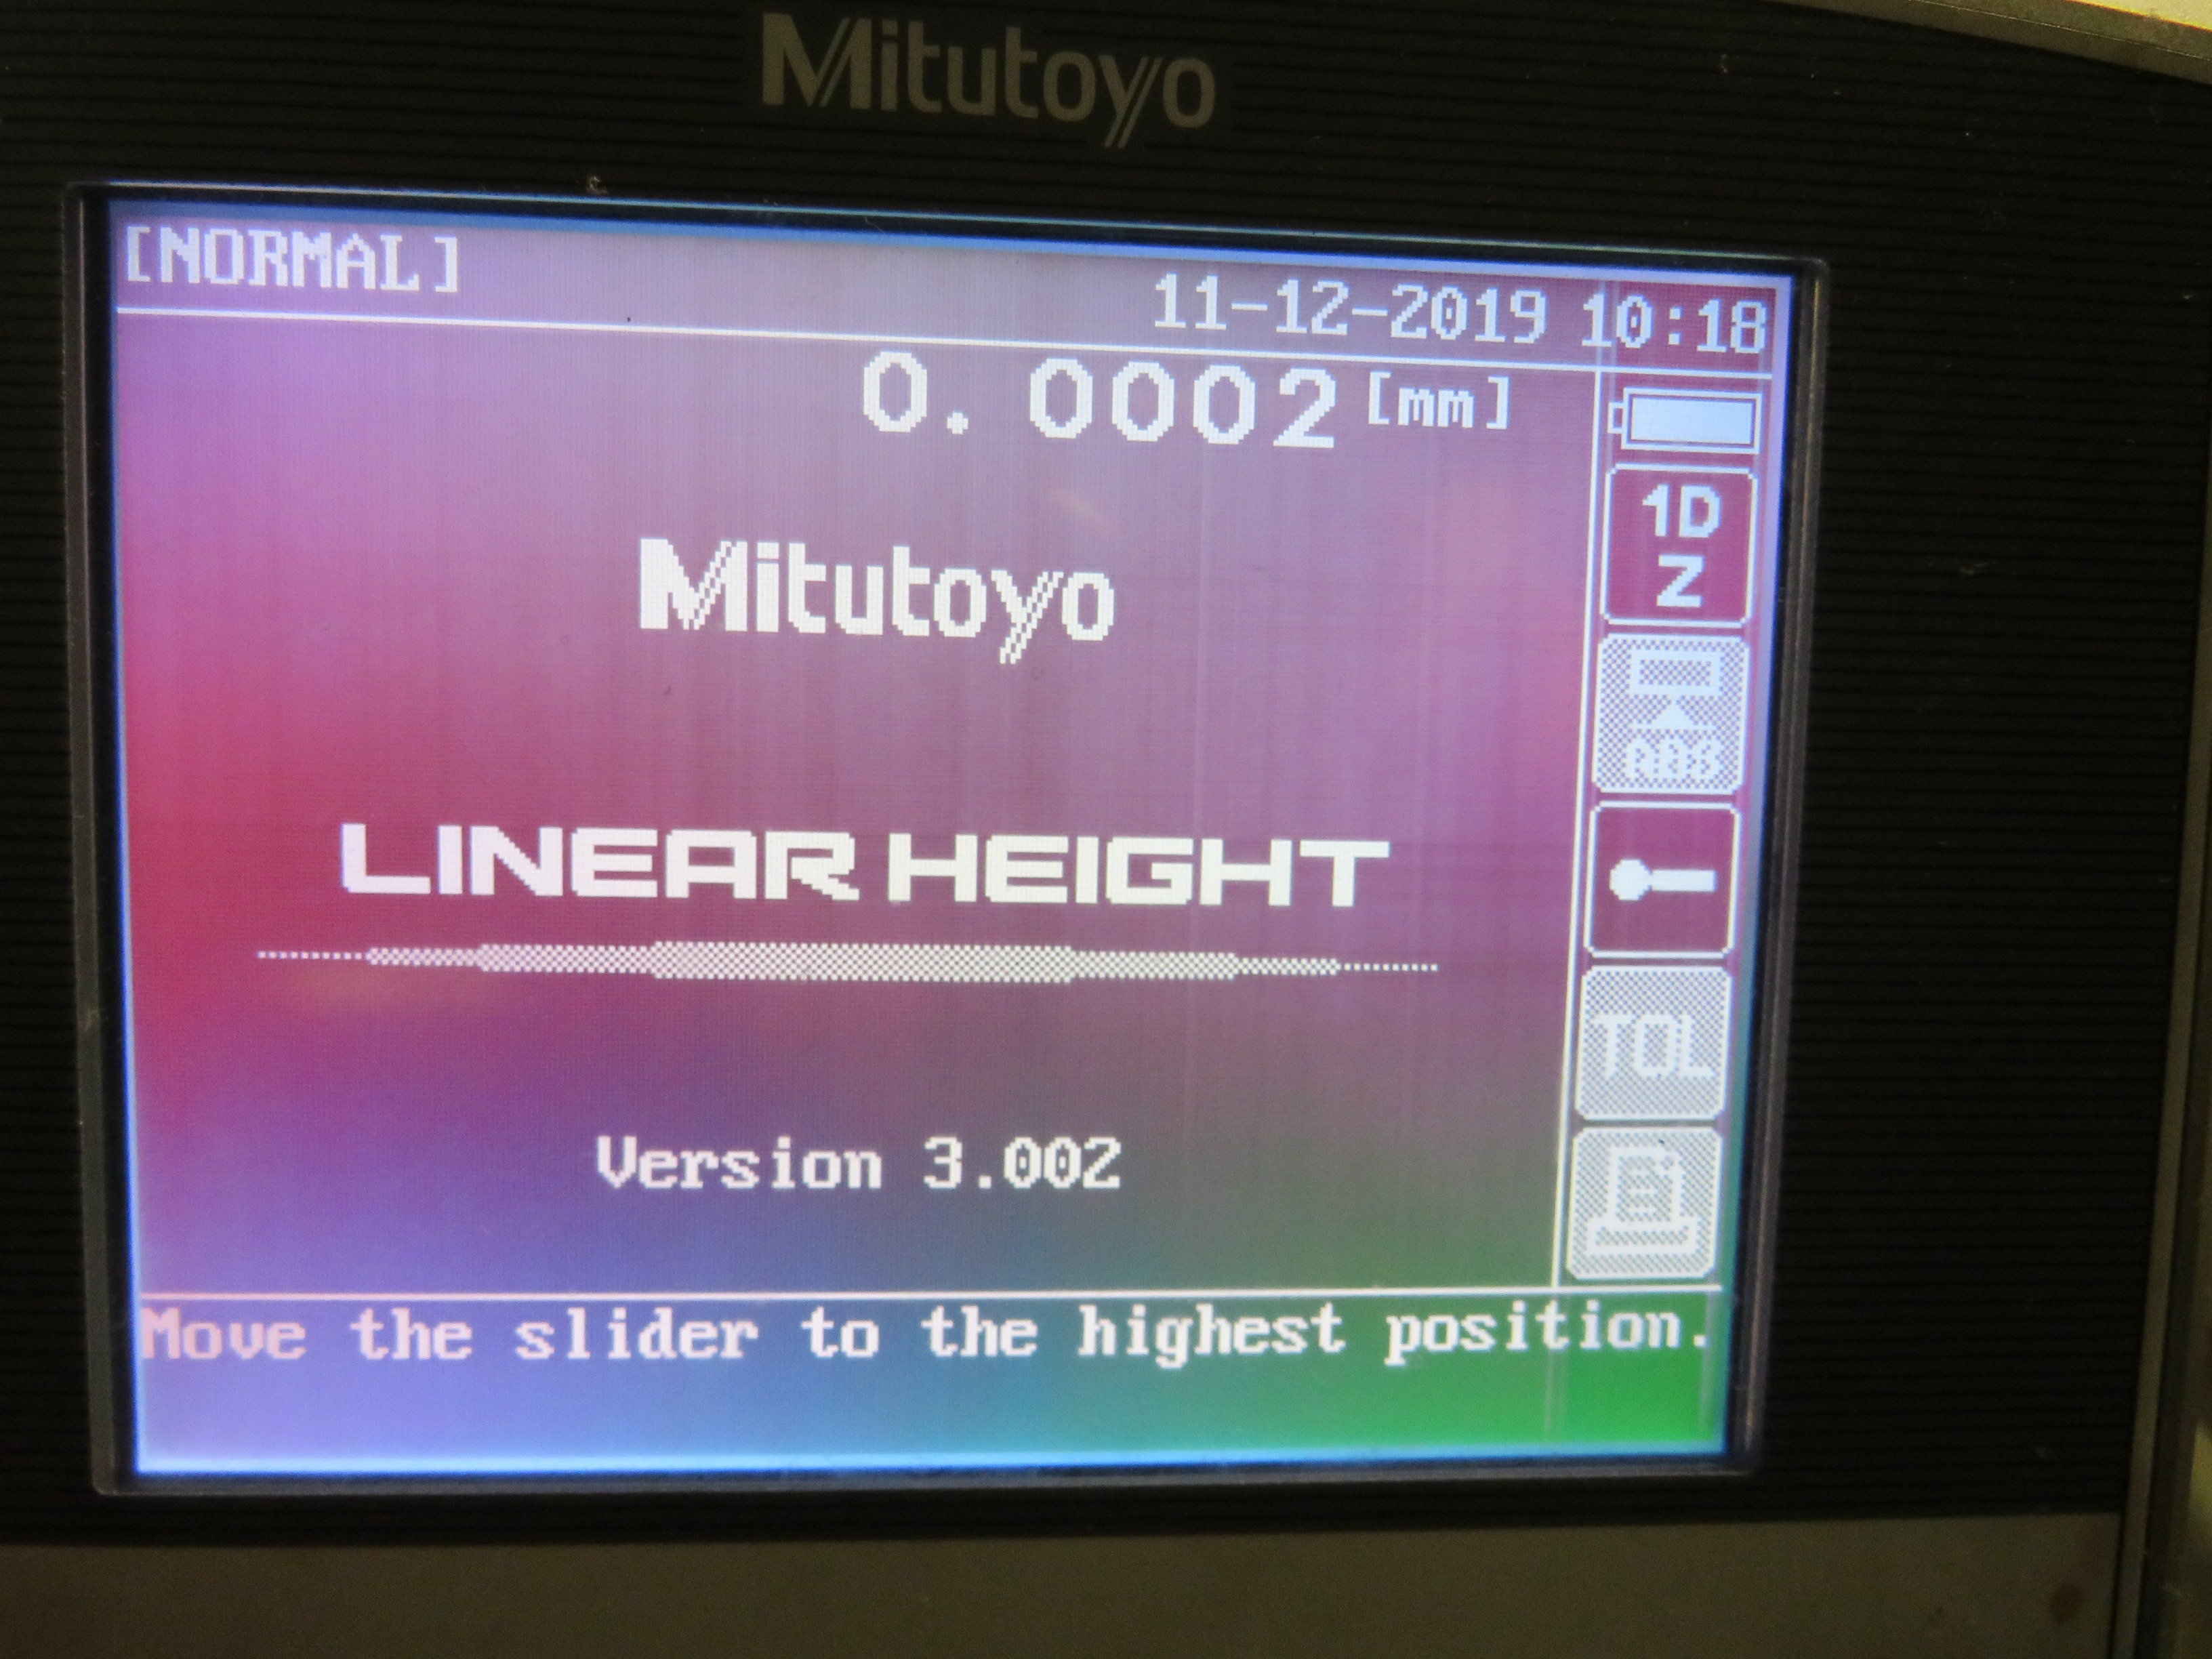 Mitutoyo
[NORMAL]
11-12-2019 10:18
0.0002 [mm]
1D
Z
Mitutoyo
ABS
LINEAR HEIGHT
TOL
Version 3.002
Move the slider to the highest position.